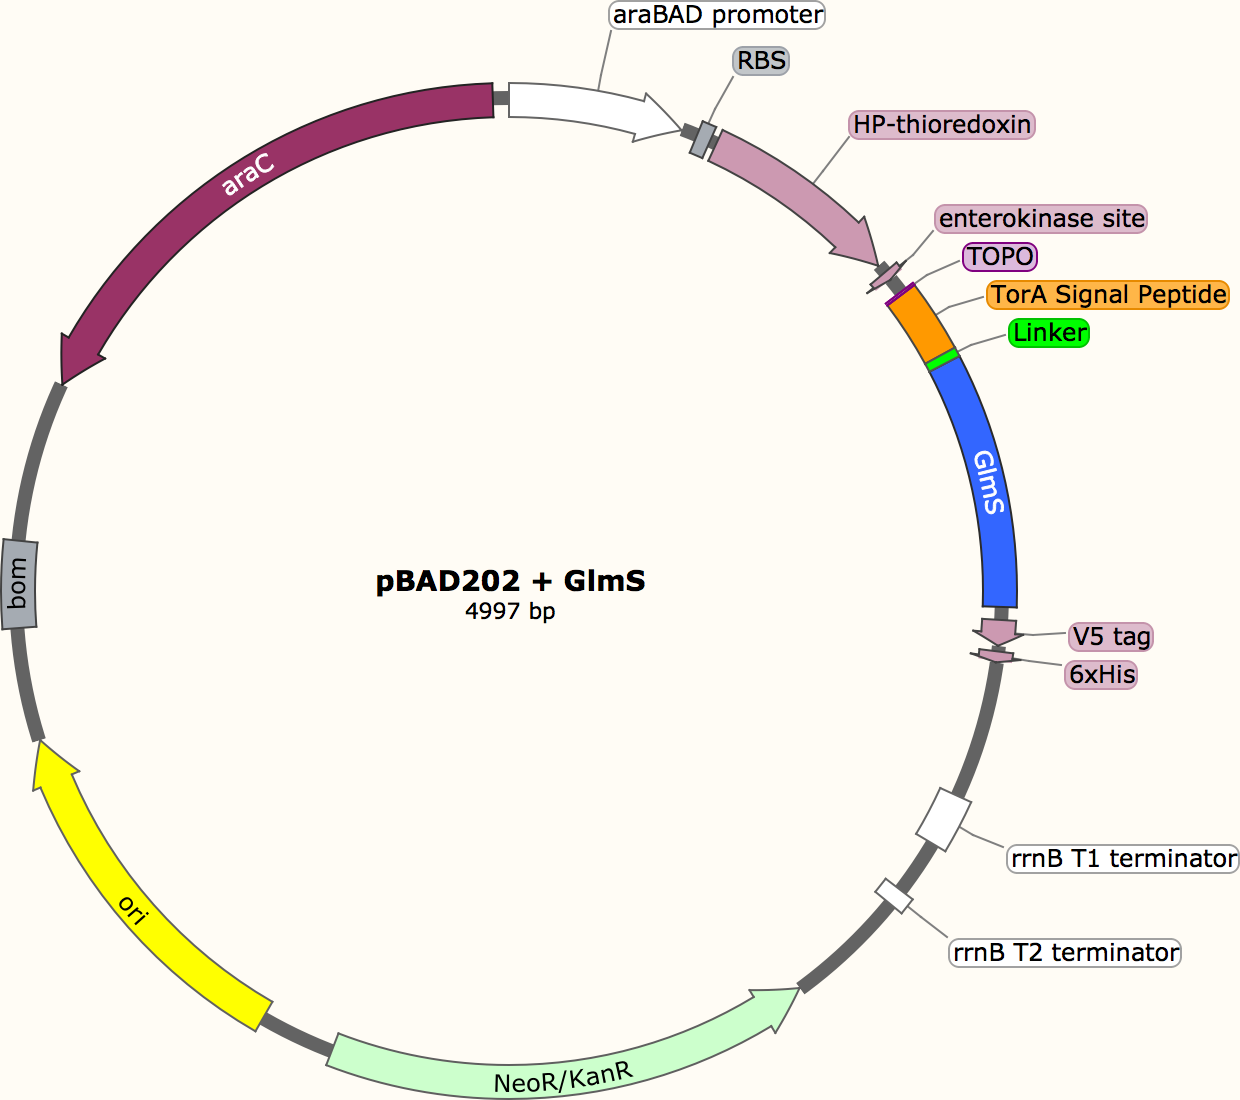 araBAD promoter
RBS
HP-thioredoxin
araC
enterokinase site
TOPO
TorA Signal Peptide
Linker
GlmS
bom
pBAD202 + GlmS
4997 bp
V5 tag
6xHis
rrnB T1 terminator
ori
rrnB T2 terminator
NeoR/KanR